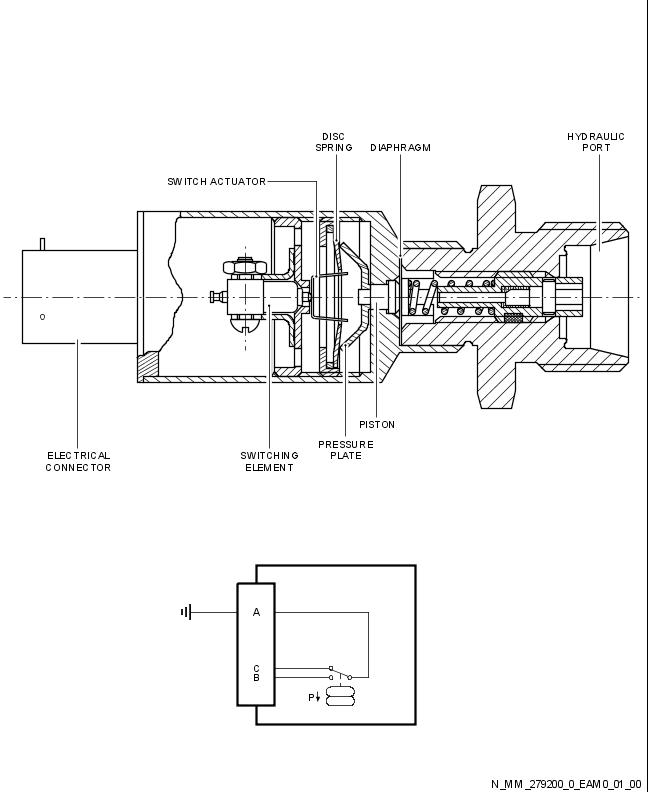 DISC
SPRING
DIAPHRAGM
HYDRAULIC
PORT
SWITCH ACTUATOR
PISTON
PRESSURE
PLATE
ELECTRICAL
CONNECTOR
SWITCHING
ELEMENT
A
C
B
P
N_MM_279200_0_EAM0_01_00